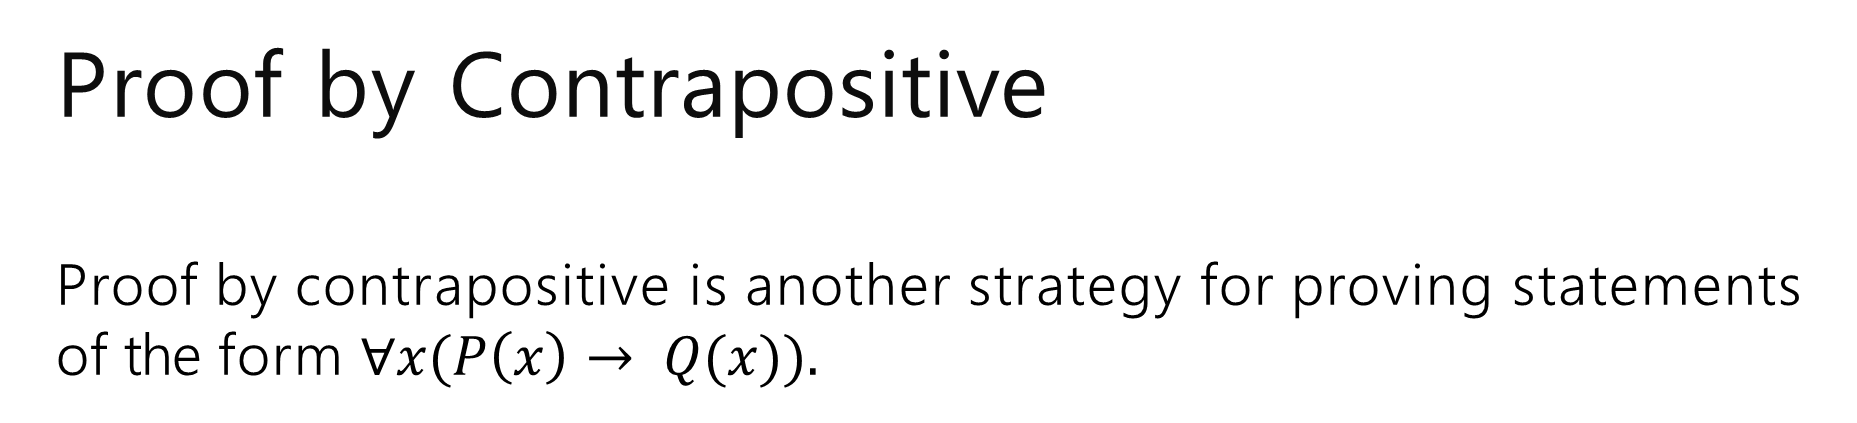 Proof by Contrapositive
Proof by contrapositive is another strategy for proving statements
of the form ∀x(P(x) → Q(x)).